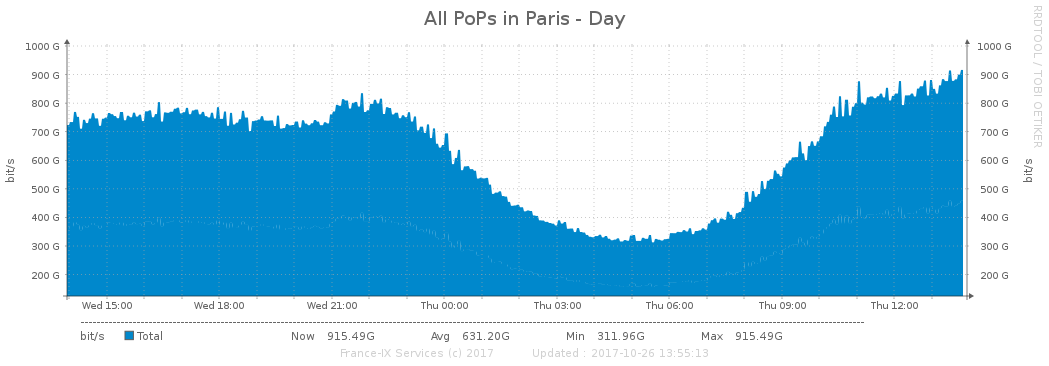 All PoPs in Paris - Day
RRDTOOL / TOBI OETIKER
bit/s
1000 G 1000 G
900 G 900 G
800 G 800 G
700 G 700 G
600 G 600 G
500 G 500 G
400 G 400 G
300 G 300 G
200 G 200 G
bit/s
Wed 15:00 Wed 18:00 Wed 21:00 Thu 00:00 Thu 03:00 Thu 06:00 Thu 09:00 Thu 12:00
bit/s Total Now 915.49G Avg 631.20G Min 311.96G Max 915.49G
France-IX Services (c) 2017 Updated : 2017-10-26 13:55:13